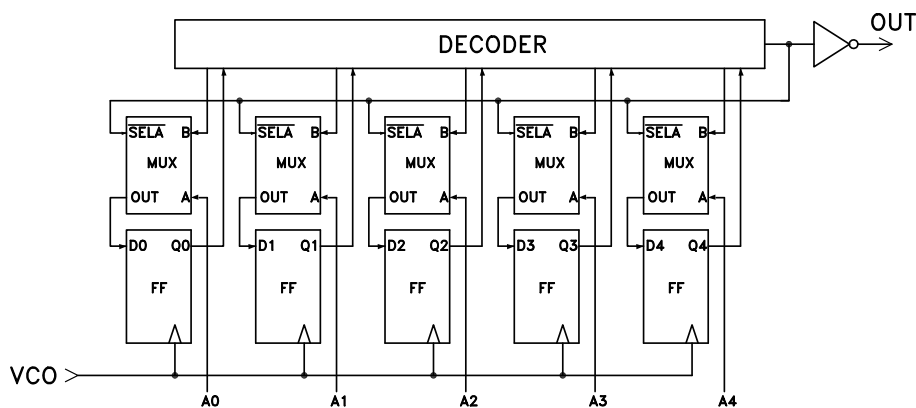 OUT
DECODER
SELA B SELA B SELA B SELA B SELA B
MUX MUX MUX MUX MUX
OUT A OUT A OUT A OUT A OUT A
D0 Q0 D1 Q1 D2 Q2 D3 Q3 D4 Q4
FF FF FF FF FF
VCO
A0 A1 A2 A3 A4